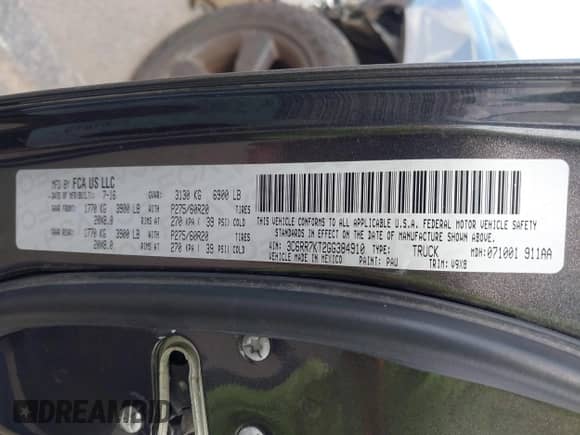 MFD BY: FCA US LLC
DATE OF MFR/BUILT: 7-16 GVWR: 3130 KG 6900 LB
GAWR FRONT: 1770 KG 3900 LB WITH P275/60R20 TIRES
20X8.0 RIMS AT 270 KPA ( 39 PSI) COLD
GAWR REAR: 1770 KG 3900 LB WITH P275/60R20 TIRES
20X8.0 RIMS AT 270 KPA ( 39 PSI) COLD
THIS VEHICLE CONFORMS TO ALL APPLICABLE U.S.A. FEDERAL MOTOR VEHICLE SAFETY
STANDARDS IN EFFECT ON THE DATE OF MANUFACTURE SHOWN ABOVE.
VIN: 3C6RR7KT2GG384910 TYPE: TRUCK MDH: 071001 911AA
VEHICLE MADE IN MEXICO PAINT: PAU TRIM: V9X8
DREAMBID